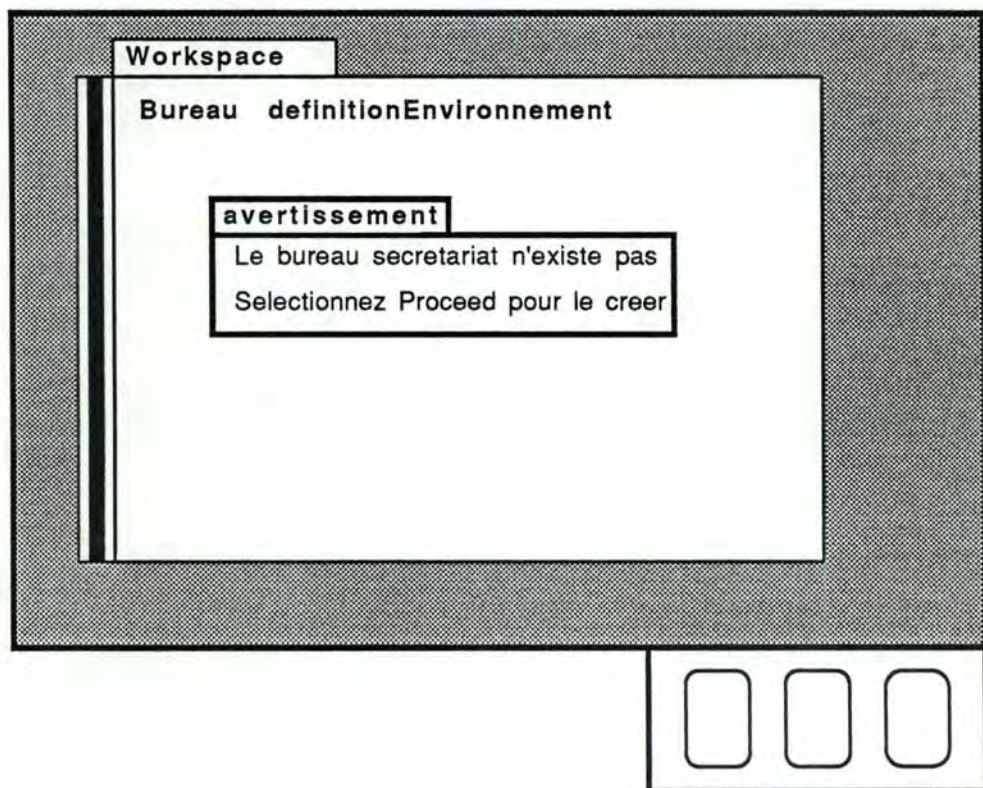 Workspace
Bureau definitionEnvironnement
avertissement
Le bureau secretariat n'existe pas
Selectionnez Proceed pour le creer